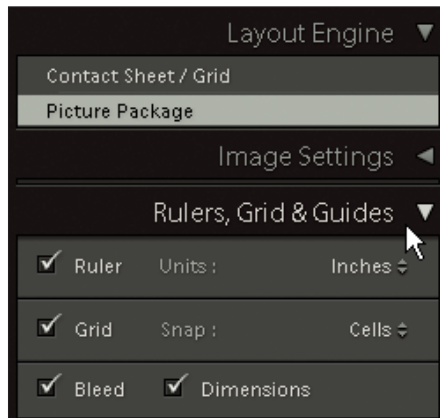 Layout Engine
Contact Sheet / Grid
Picture Package
Image Settings
Rulers, Grid & Guides
Ruler Units : Inches
Grid Snap : Cells
Bleed Dimensions